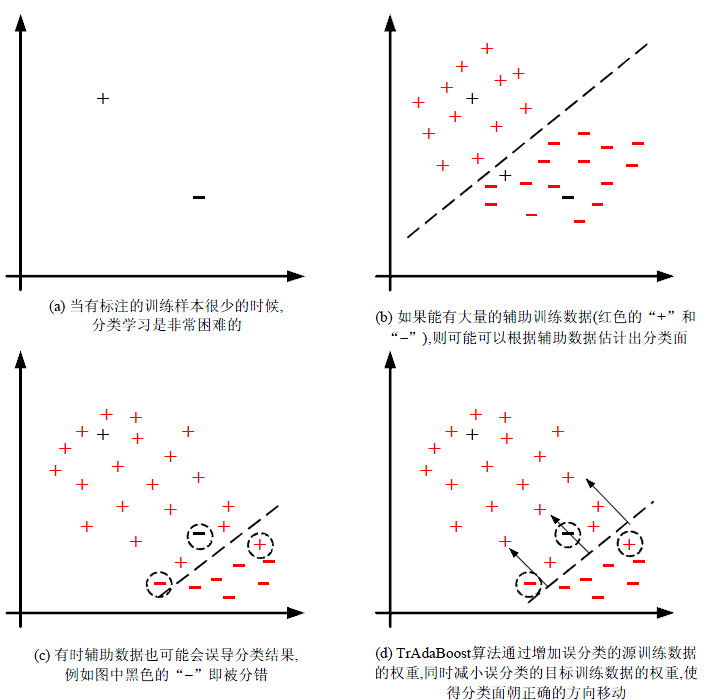 (a) 当有标注的训练样本很少的时候,
分类学习是非常困难的
(b) 如果能有大量的辅助训练数据(红色的“+”和
“−”),则可能可以根据辅助数据估计出分类面
(c) 有时辅助数据也可能会误导分类结果,
例如图中黑色的“−”即被分错
(d) TrAdaBoost算法通过增加误分类的源训练数据
的权重,同时减小误分类的目标训练数据的权重,使
得分类面朝正确的方向移动